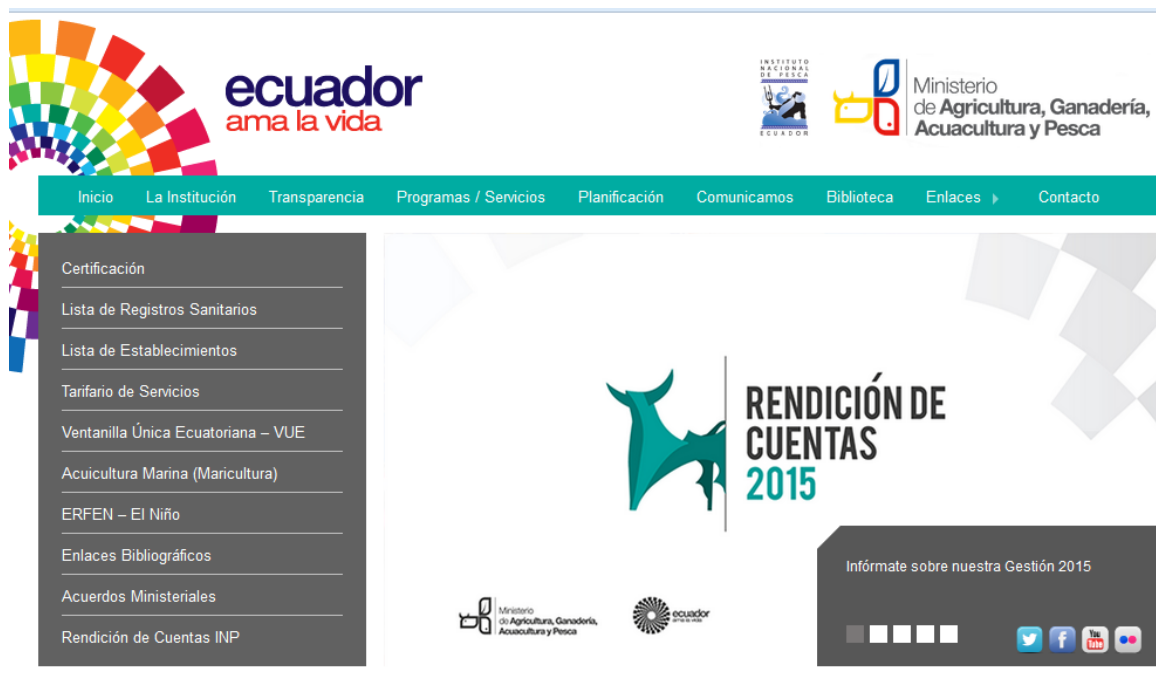 ecuador
ama la vida
INSTITUTO
NACIONAL
DE PESCA
ECUADOR
Ministerio
de Agricultura, Ganadería,
Acuacultura y Pesca
Inicio La Institución Transparencia Programas / Servicios Planificación Comunicamos Biblioteca Enlaces Contacto
Certificación
Lista de Registros Sanitarios
Lista de Establecimientos
Tarifario de Servicios
Ventanilla Única Ecuatoriana – VUE
Acuicultura Marina (Maricultura)
ERFEN – El Niño
Enlaces Bibliográficos
Acuerdos Ministeriales
Rendición de Cuentas INP
RENDICIÓN DE
CUENTAS
2015
Ministerio
de Agricultura, Ganadería,
Acuacultura y Pesca
ecuador
ama la vida
Infórmate sobre nuestra Gestión 2015
You
Tube